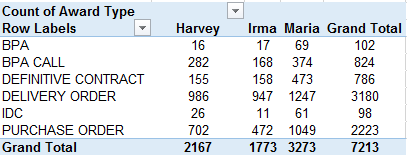 Count of Award Type
Row Labels Harvey Irma Maria Grand Total
BPA 16 17 69 102
BPA CALL 282 168 374 824
DEFINITIVE CONTRACT 155 158 473 786
DELIVERY ORDER 986 947 1247 3180
IDC 26 11 61 98
PURCHASE ORDER 702 472 1049 2223
Grand Total 2167 1773 3273 7213